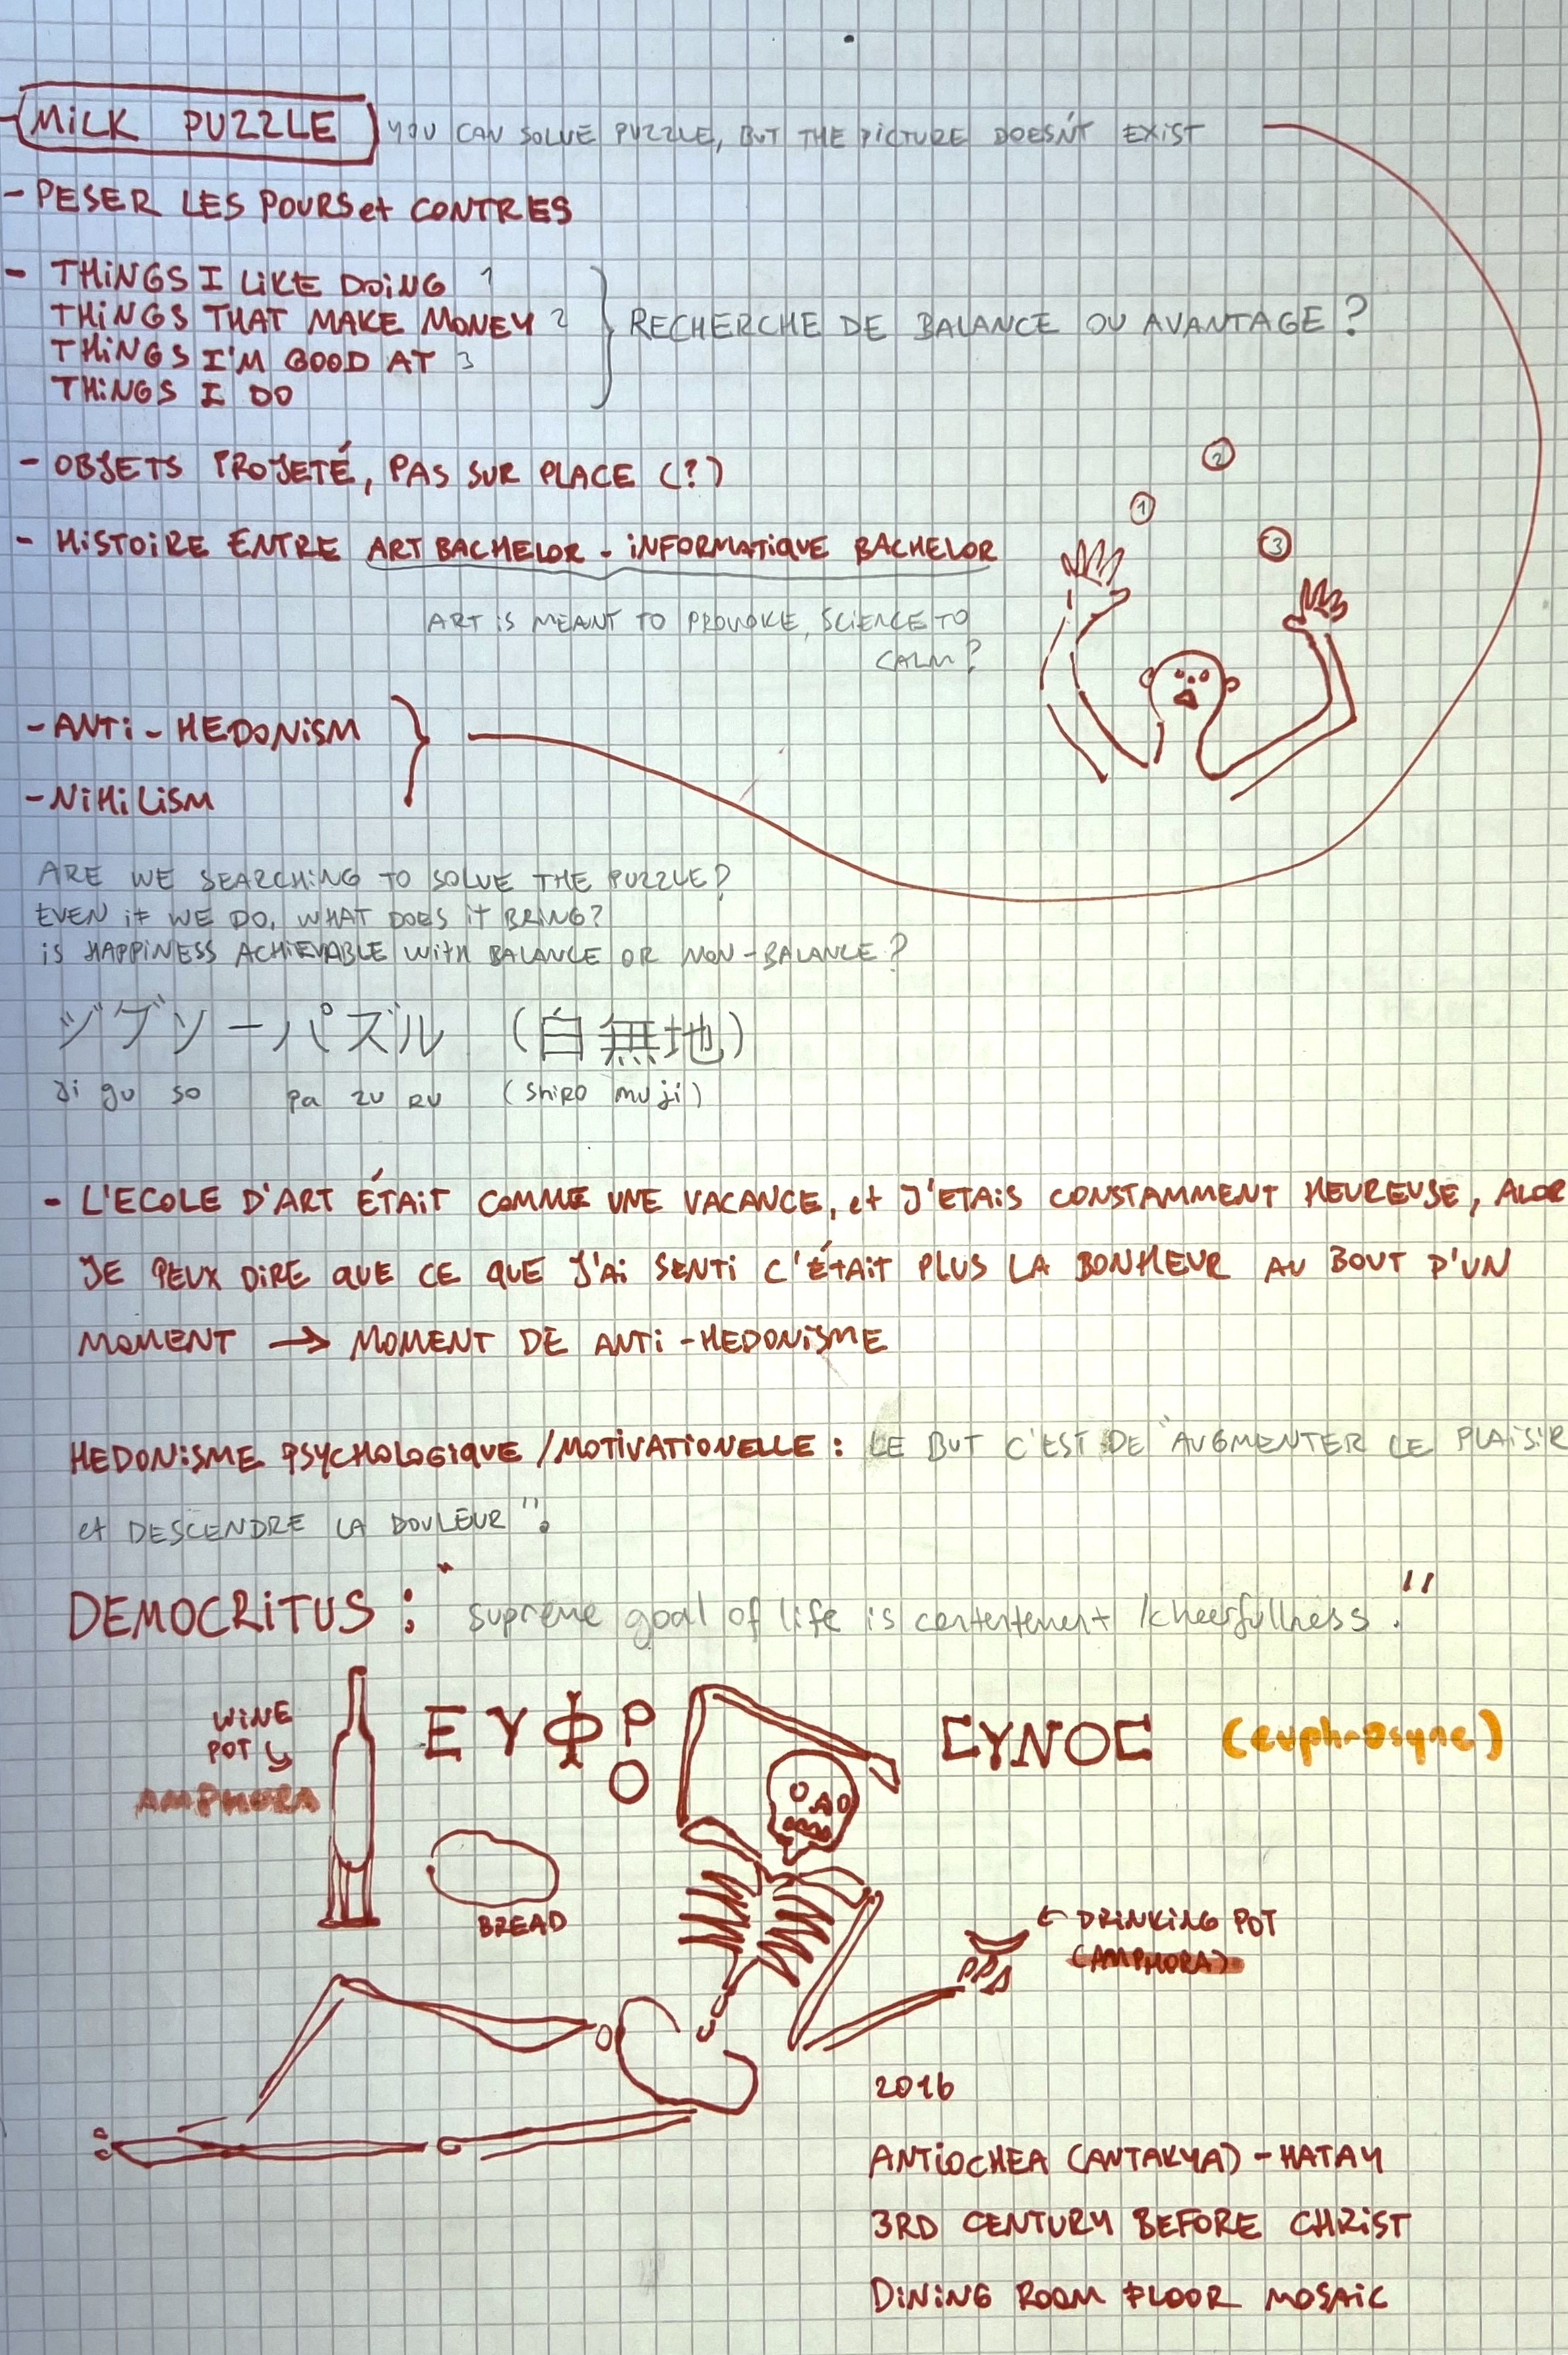 MiLK PUZZLE YOU CAN SOLVE PUZZLE, BUT THE PICTURE DOESN'T EXIST
- PESER LES POURS et CONTRES
- THiNGS I LiKE DOiNG 1
THiNGS THAT MAKE MONEY 2
THiNGS I'M GOOD AT 3
THiNGS I DO
RECHERCHE DE BALANCE OU AVANTAGE ?
- OBJETS PROJETÉ, PAS SUR PLACE (?)
- HiSTOiRE ENTRE ART BACHELOR - iNFORMATiQUE BACHELOR
ART iS MEANT TO PROVOKE, SCIENCE TO
CALM?
1
2
3
- ANTi - HEDONiSM
- NiHiLiSM
ARE WE SEARCHiNG TO SOLVE THE PUZZLE?
EVEN iF WE DO, WHAT DOES iT BRiNG?
iS HAPPiNESS ACHiEVABLE WiTH BALANCE OR NON-BALANCE?
ジグソーパズル (白無地)
Ji gu so pa zu ru (shiro muji)
- L'ECOLE D'ART ÉTAiT COMME UNE VACANCE, et J'ETAiS CONSTAMMENT HEUREUSE, ALOR
JE PEUX DiRE QUE CE QUE J'Ai SENTi C'ÉTAiT PLUS LA BONHEUR AU BOUT D'UN
MOMENT → MOMENT DE ANTi-HEDONiSME
HEDONiSME PSYCHOLOGiQUE /MOTiVATiONELLE : LE BUT C'EST DE "AUGMENTER LE PLAiSiR
et DESCENDRE LA DOULEUR".
DEMOCRiTUS : "supreme goal of life is contentement /cheerfullness."
WiNE
POT
AMPHORA
ΕΥΦΡ
Ο
CYNOC
(euphrosyne)
BREAD
← DRiNKiNG POT
(AMPHORA)
2016
ANTiOCHEA (ANTAKYA) - HATAY
3RD CENTURY BEFORE CHRiST
DiNiNG ROOM FLOOR MOSAiC